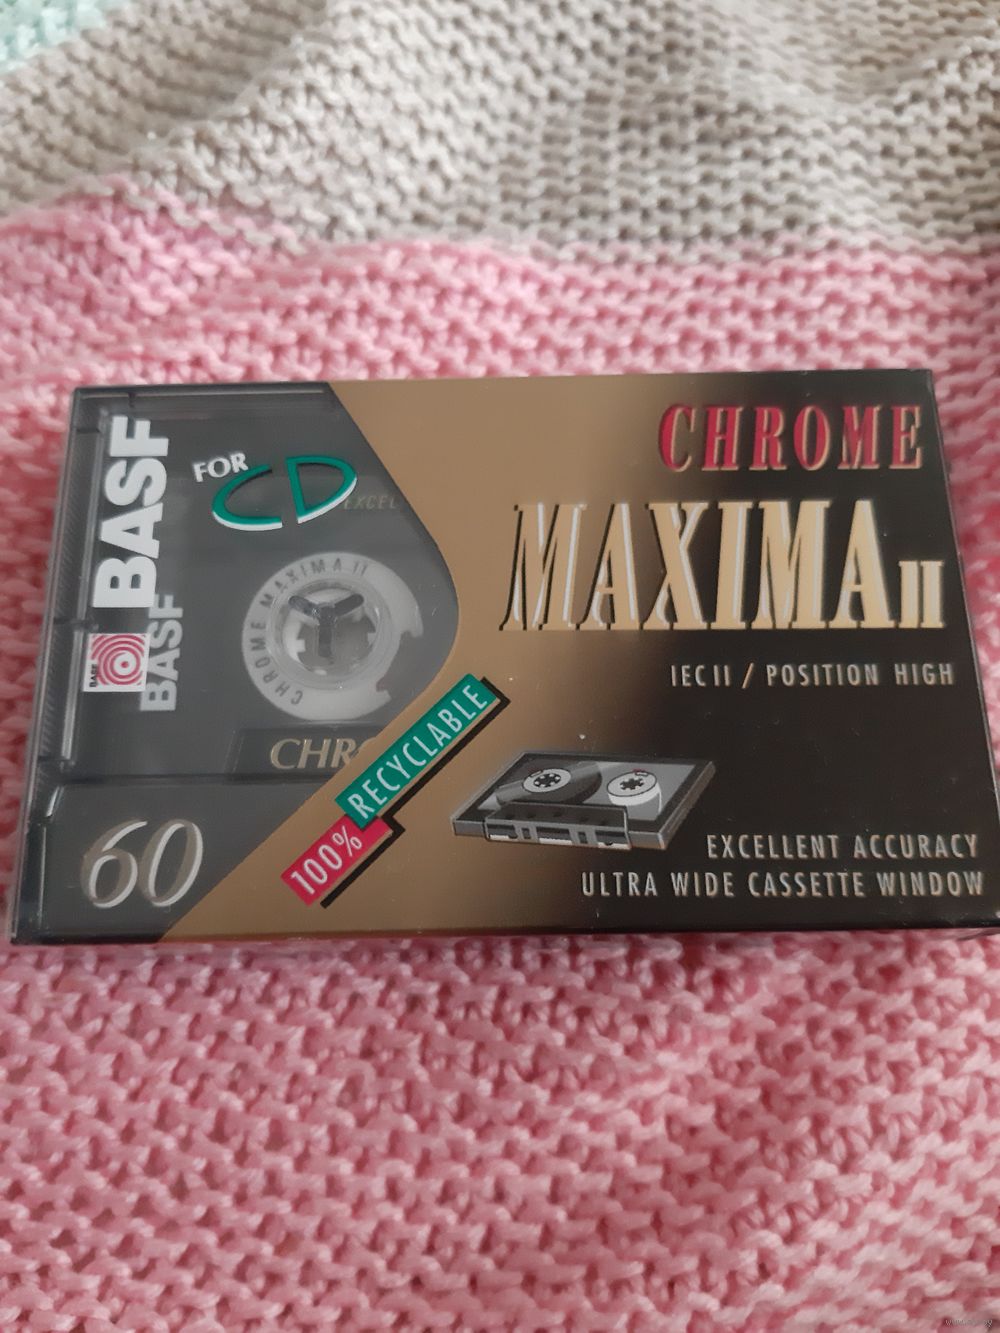 BASF
BASF
BASF
FOR
CD
EXCEL
CHROME MAXIMA II
CHRO
60
100%
RECYCLABLE
CHROME
MAXIMA II
IEC II / POSITION HIGH
EXCELLENT ACCURACY
ULTRA WIDE CASSETTE WINDOW